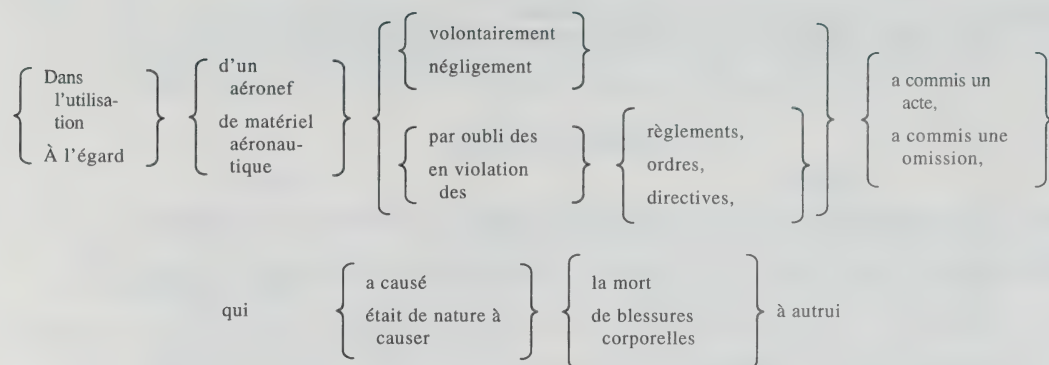 Dans
l'utilisa-
tion
À l'égard
d'un
aéronef
de matériel
aéronau-
tique
volontairement
négligement
par oubli des
en violation
des
règlements,
ordres,
directives,
a commis un
acte,
a commis une
omission,
qui
a causé
était de nature à
causer
la mort
de blessures
corporelles
à autrui